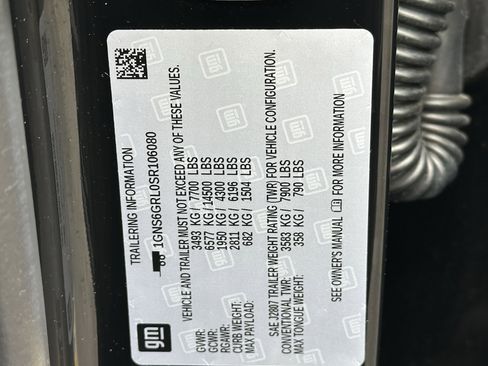 TRAILERING INFORMATION
1GNS6GRL0SR106080
VEHICLE AND TRAILER MUST NOT EXCEED ANY OF THESE VALUES.
GVWR: 3493 KG/ 7700 LBS
GCWR: 6577 KG/14500 LBS
RGAWR: 1950 KG/ 4300 LBS
CURB WEIGHT: 2811 KG/ 6196 LBS
MAX PAYLOAD: 682 KG/ 1504 LBS
SAE J2807 TRAILER WEIGHT RATING (TWR) FOR VEHICLE CONFIGURATION.
CONVENTIONAL TWR: 3583 KG/ 7900 LBS
MAX TONGUE WEIGHT: 358 KG/ 790 LBS
SEE OWNER'S MANUAL FOR MORE INFORMATION
gm